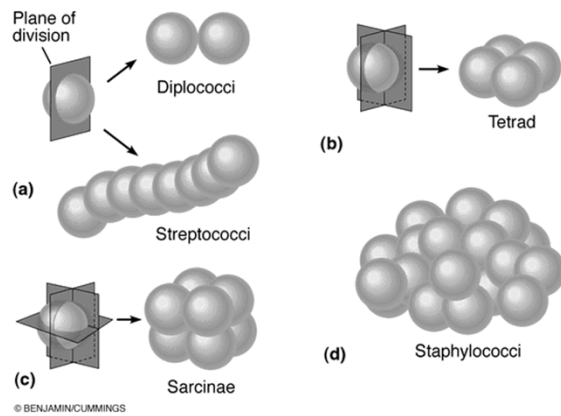 Plane of
division
Diplococci
(a)
Streptococci
(b)
Tetrad
(c)
Sarcinae
(d)
Staphylococci
© BENJAMIN/CUMMINGS